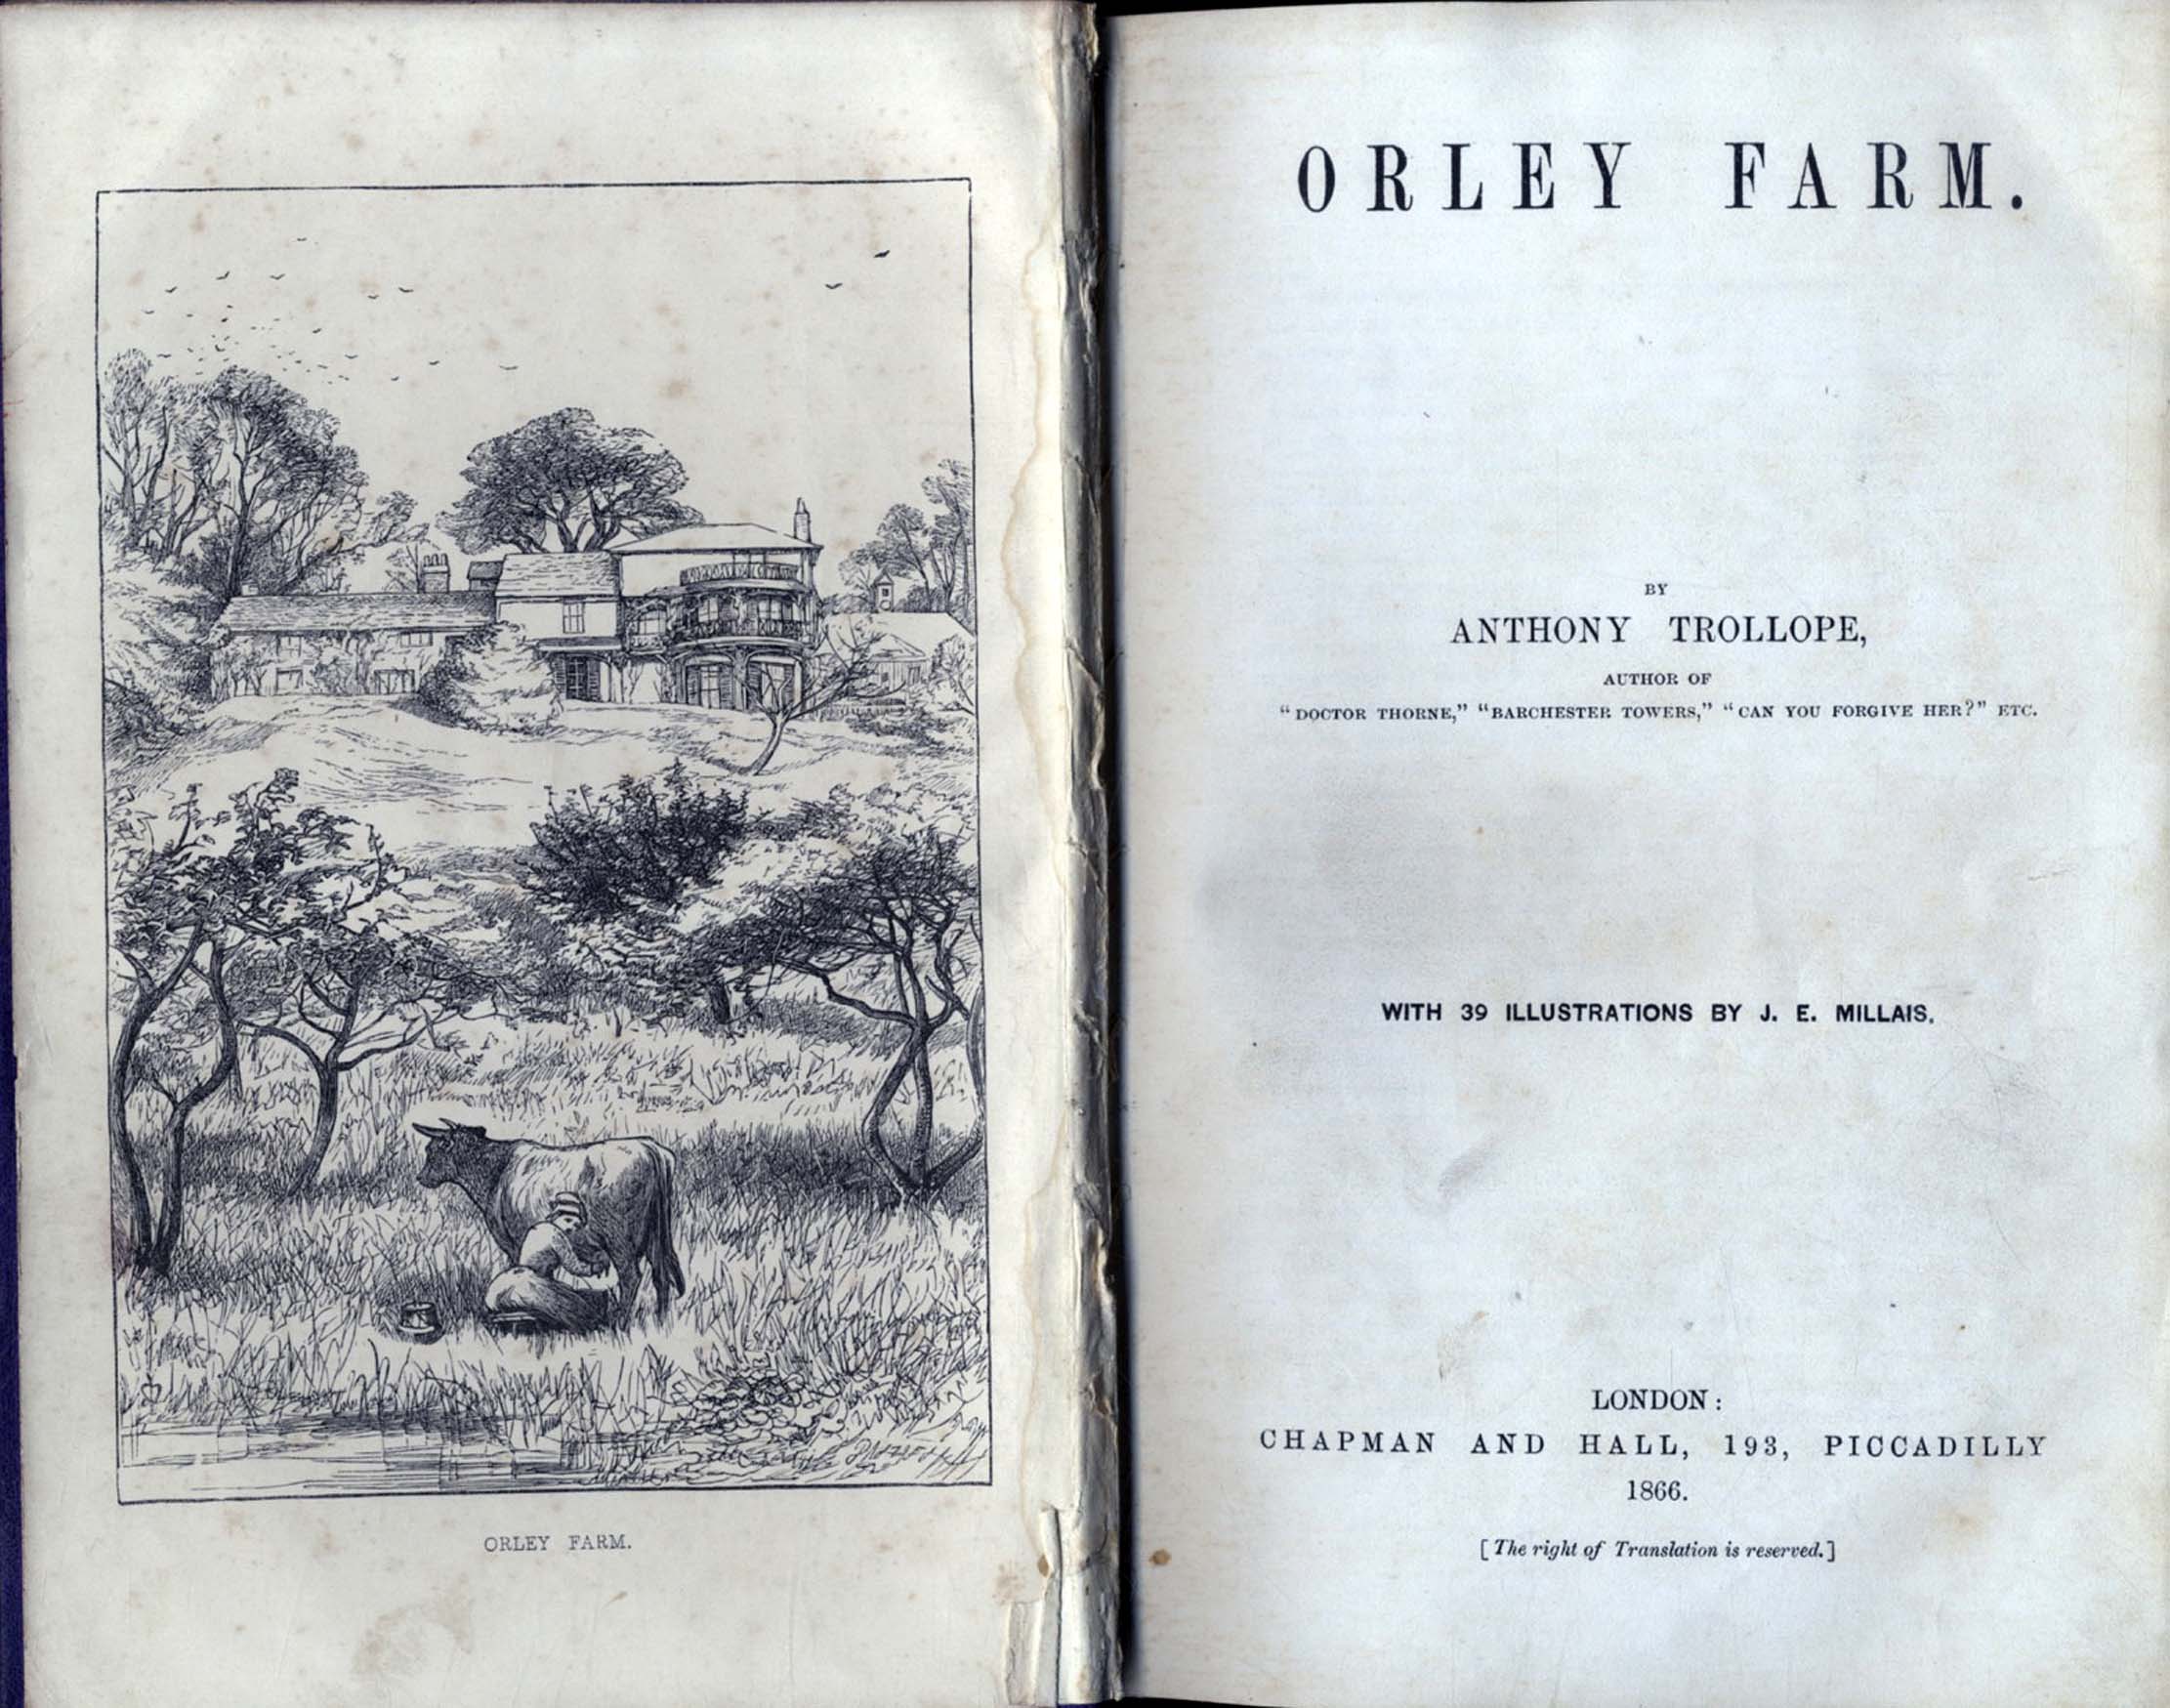 ORLEY FARM.
ORLEY FARM.
BY
ANTHONY TROLLOPE,
AUTHOR OF
“DOCTOR THORNE,” “BARCHESTER TOWERS,” “CAN YOU FORGIVE HER?” ETC.
WITH 39 ILLUSTRATIONS BY J. E. MILLAIS.
LONDON:
CHAPMAN AND HALL, 193, PICCADILLY
1866.
[The right of Translation is reserved.]